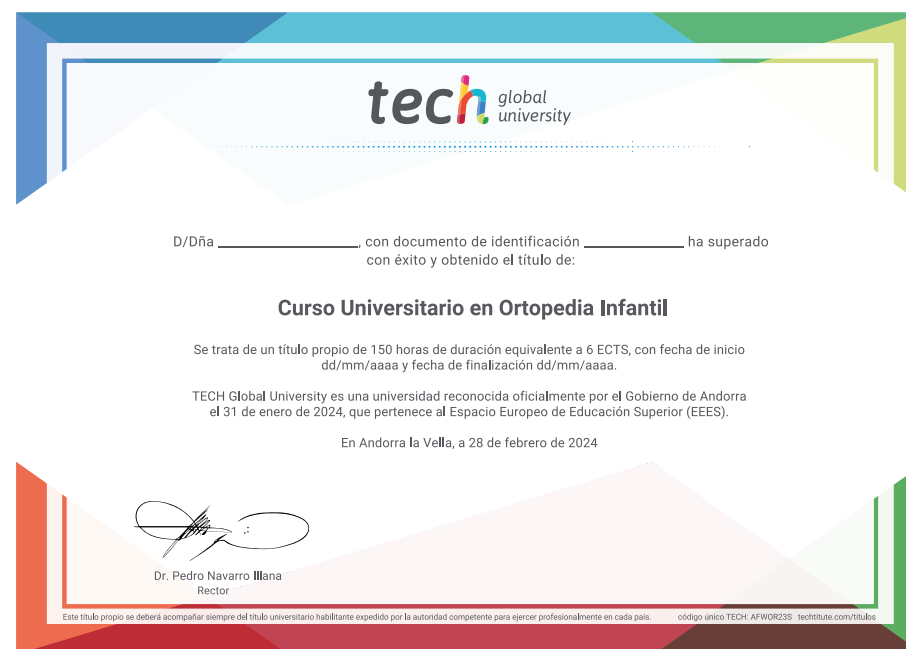 tech global university
D/Dña ____________________, con documento de identificación ______________ ha superado
con éxito y obtenido el título de:
Curso Universitario en Ortopedia Infantil
Se trata de un título propio de 150 horas de duración equivalente a 6 ECTS, con fecha de inicio
dd/mm/aaaa y fecha de finalización dd/mm/aaaa.
TECH Global University es una universidad reconocida oficialmente por el Gobierno de Andorra
el 31 de enero de 2024, que pertenece al Espacio Europeo de Educación Superior (EEES).
En Andorra la Vella, a 28 de febrero de 2024
Dr. Pedro Navarro Illana
Rector
Este título propio se deberá acompañar siempre del título universitario habilitante expedido por la autoridad competente para ejercer profesionalmente en cada país. código único TECH: AFWOR23S techtitute.com/titulos